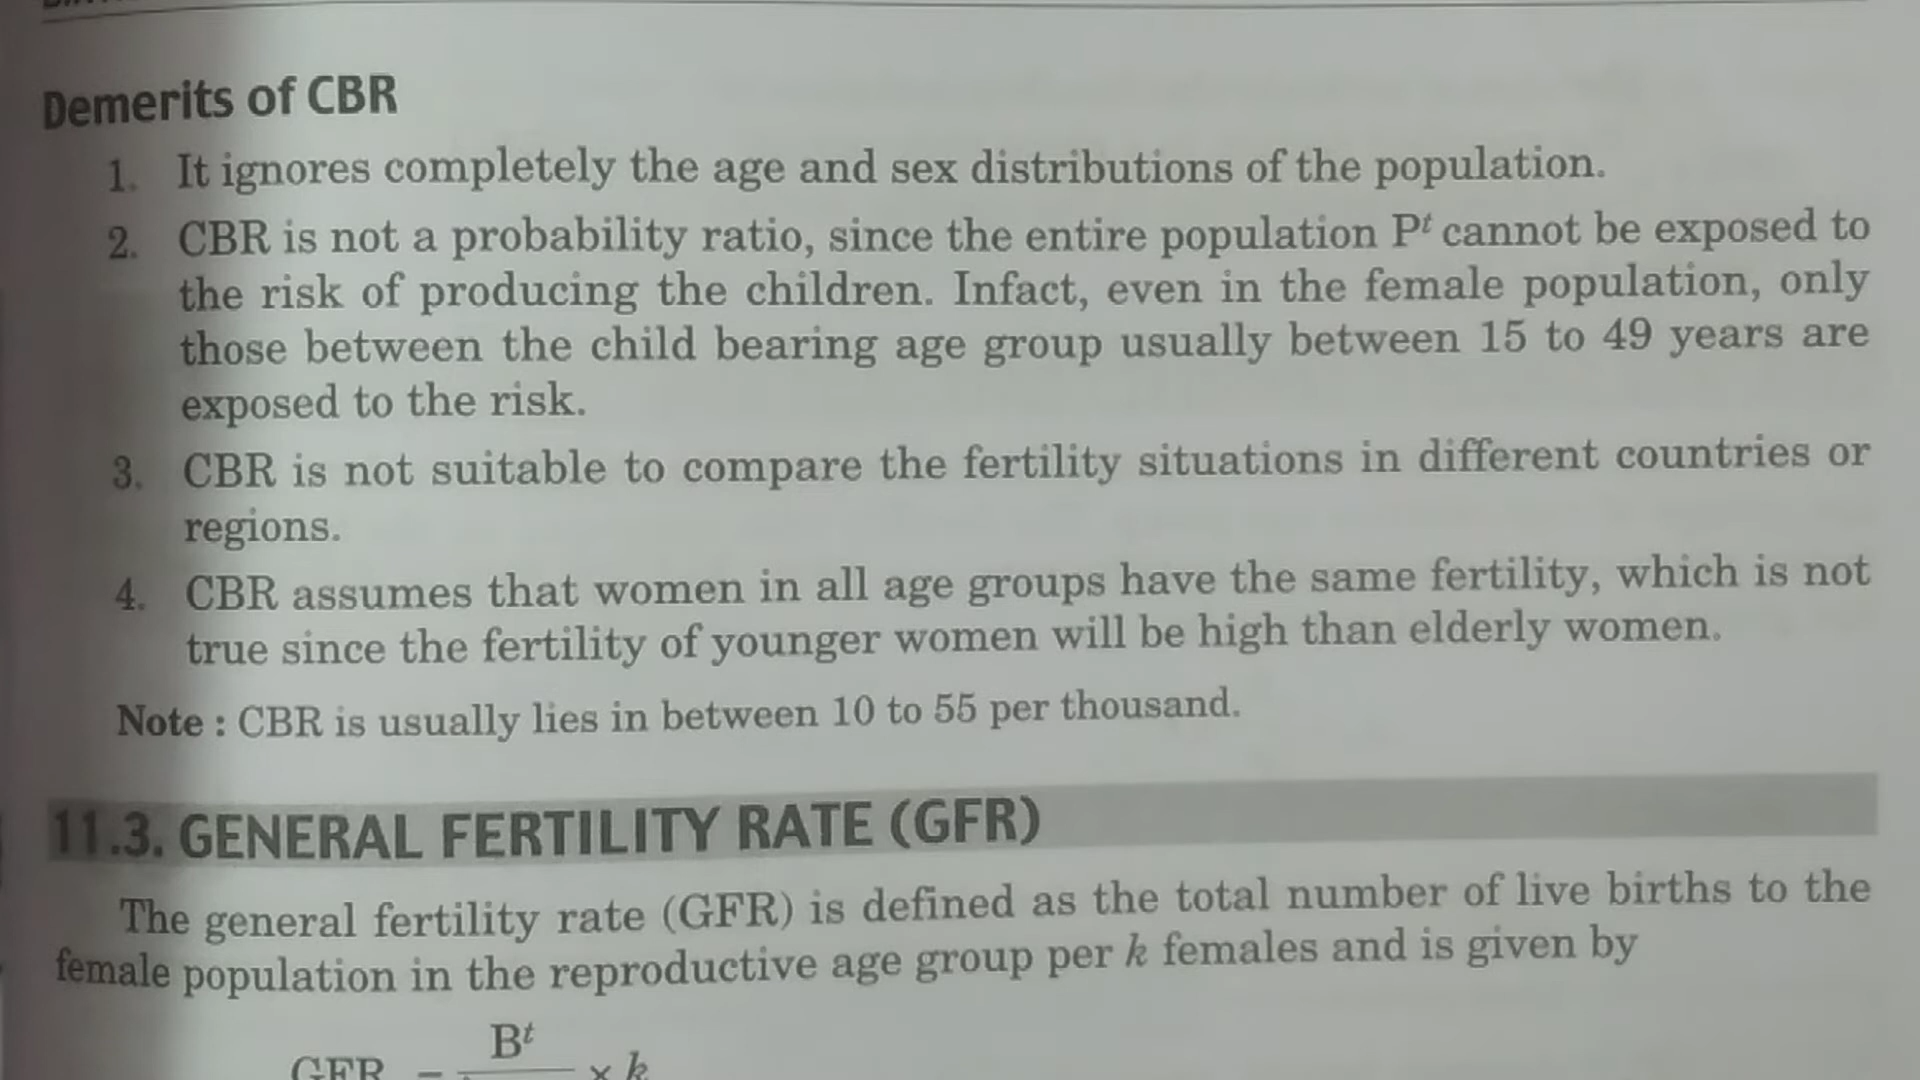 Demerits of CBR
1. It ignores completely the age and sex distributions of the population.
2. CBR is not a probability ratio, since the entire population Pᵗ cannot be exposed to
the risk of producing the children. Infact, even in the female population, only
those between the child bearing age group usually between 15 to 49 years are
exposed to the risk.
3. CBR is not suitable to compare the fertility situations in different countries or
regions.
4. CBR assumes that women in all age groups have the same fertility, which is not
true since the fertility of younger women will be high than elderly women.
Note : CBR is usually lies in between 10 to 55 per thousand.
11.3. GENERAL FERTILITY RATE (GFR)
The general fertility rate (GFR) is defined as the total number of live births to the
female population in the reproductive age group per k females and is given by
Bᵗ
GFR = × k